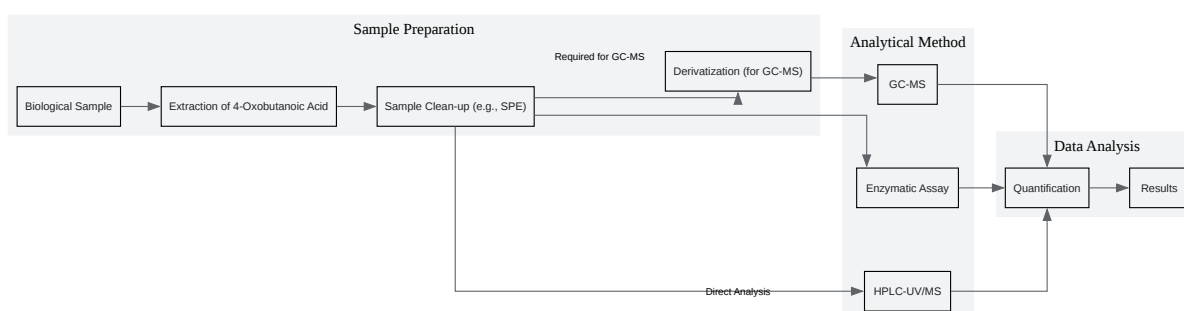 Sample Preparation
Analytical Method
Required for GC-MS
Derivatization (for GC-MS)
GC-MS
Biological Sample
Extraction of 4-Oxobutanoic Acid
Sample Clean-up (e.g., SPE)
Data Analysis
Enzymatic Assay
Quantification
Results
Direct Analysis
HPLC-UV/MS